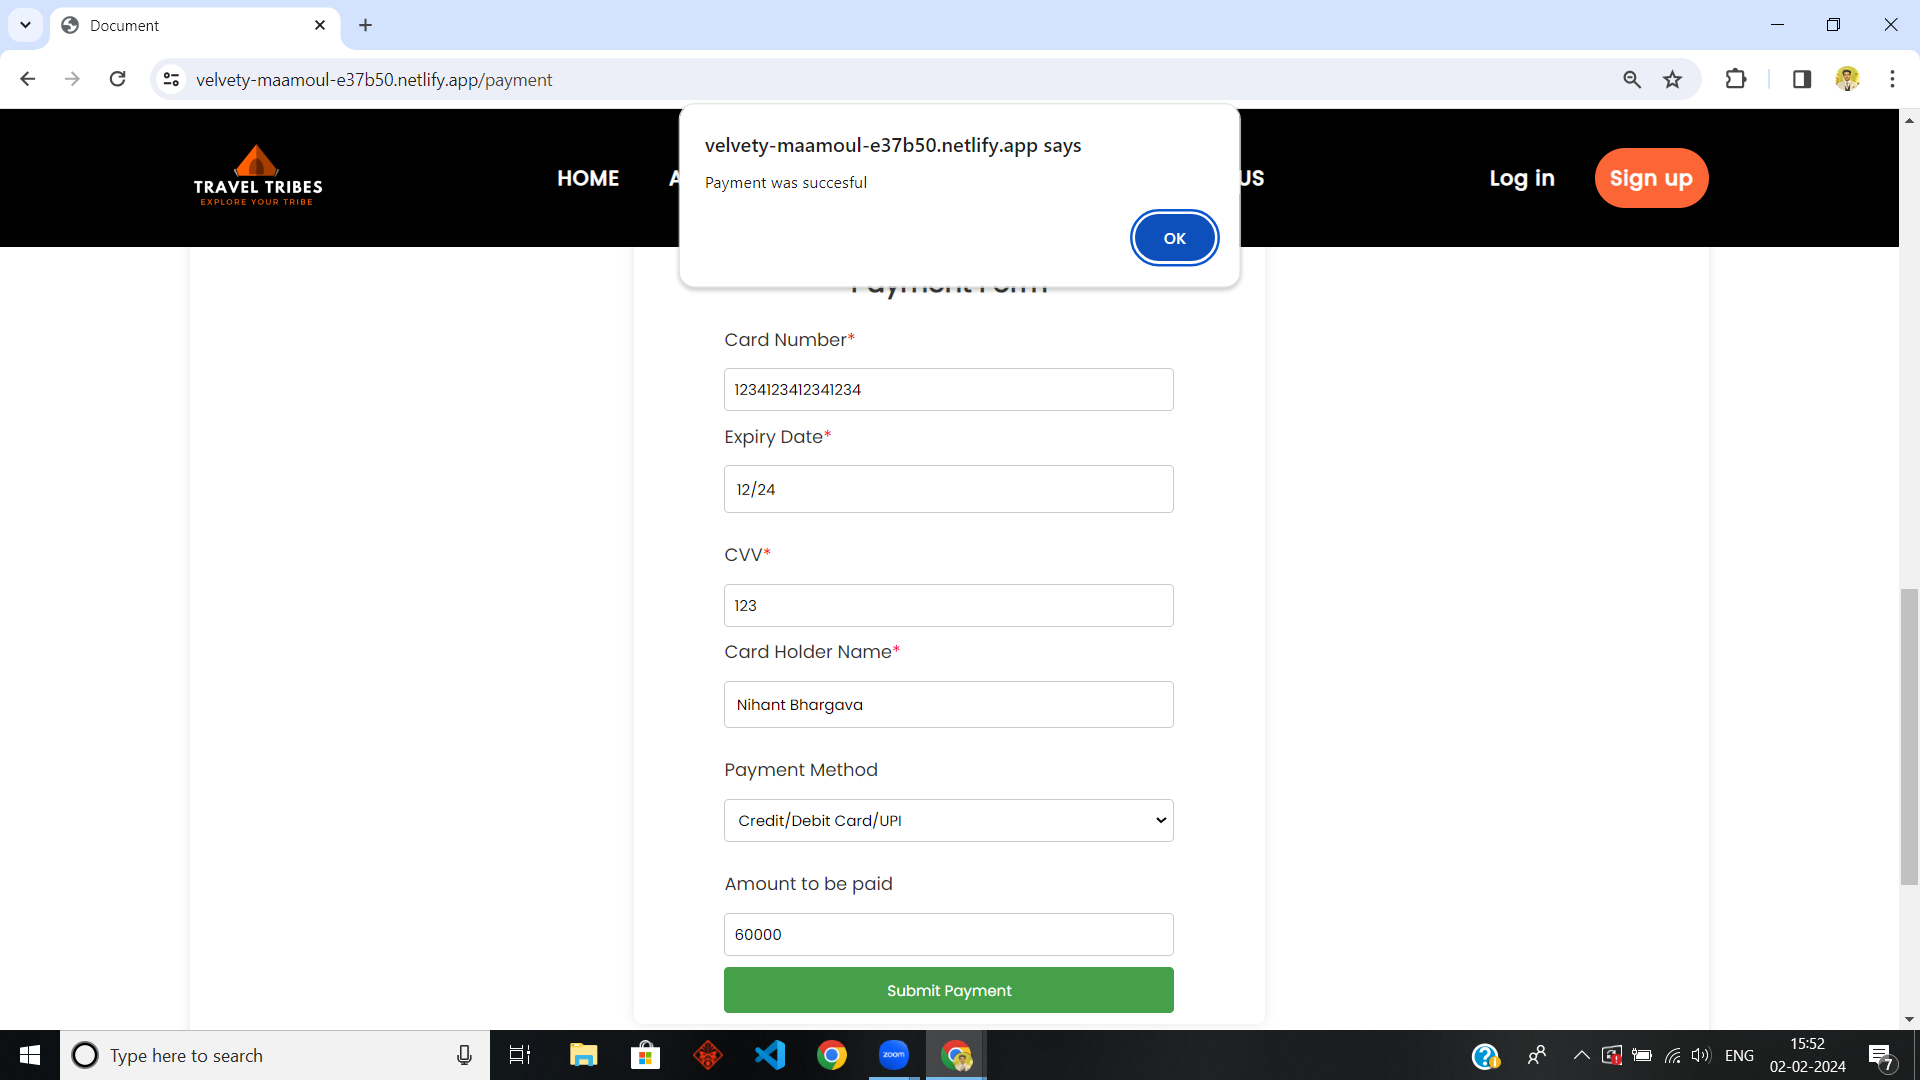 Document
velvety-maamoul-e37b50.netlify.app/payment
velvety-maamoul-e37b50.netlify.app says
Payment was succesful
OK
TRAVEL TRIBES
EXPLORE YOUR TRIBE
HOME
US
Log in
Sign up
Payment Form
Card Number*
1234123412341234
Expiry Date*
12/24
CVV*
123
Card Holder Name*
Nihant Bhargava
Payment Method
Credit/Debit Card/UPI
Amount to be paid
60000
Submit Payment
Type here to search
zoom
ENG
15:52
02-02-2024
7